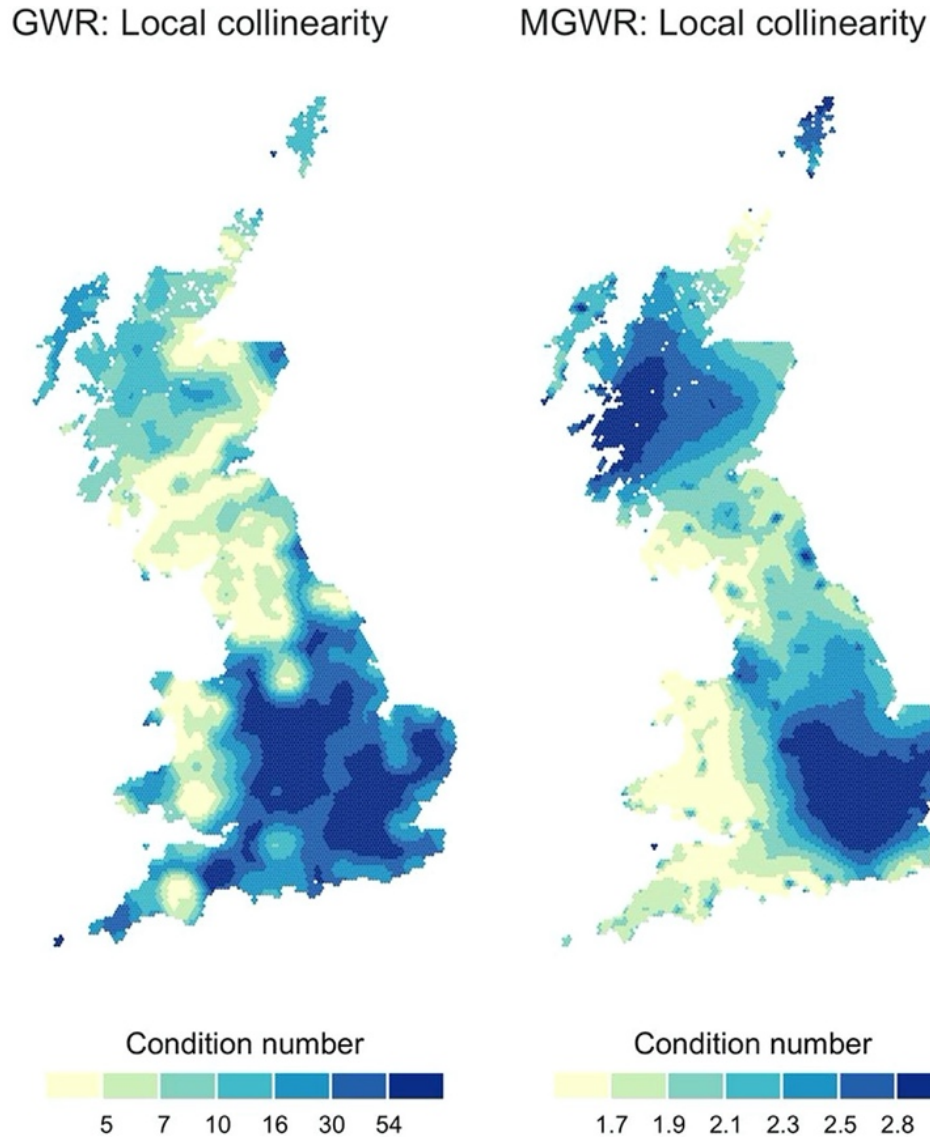 GWR: Local collinearity
MGWR: Local collinearity
Condition number
5 7 10 16 30 54
Condition number
1.7 1.9 2.1 2.3 2.5 2.8